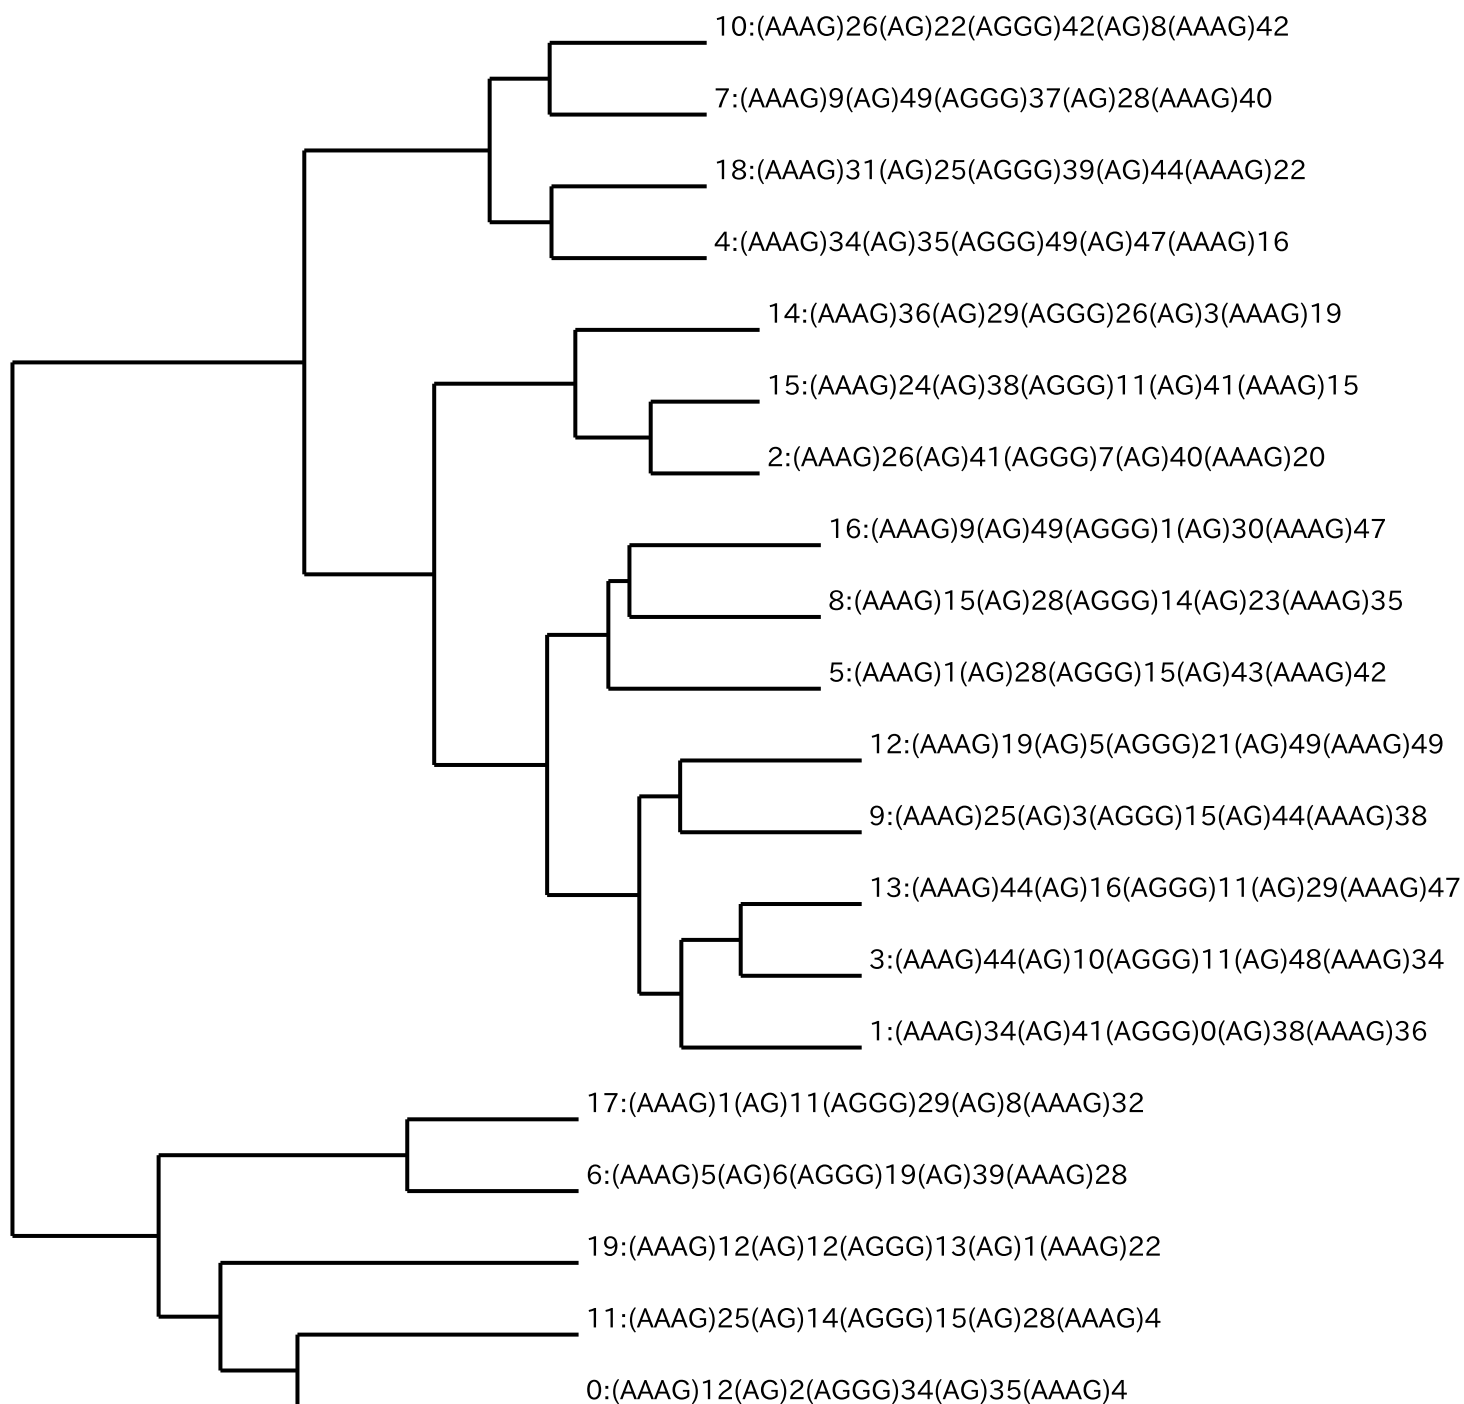 10:(AAAG)26(AG)22(AGGG)42(AG)8(AAAG)42
7:(AAAG)9(AG)49(AGGG)37(AG)28(AAAG)40
18:(AAAG)31(AG)25(AGGG)39(AG)44(AAAG)22
4:(AAAG)34(AG)35(AGGG)49(AG)47(AAAG)16
14:(AAAG)36(AG)29(AGGG)26(AG)3(AAAG)19
15:(AAAG)24(AG)38(AGGG)11(AG)41(AAAG)15
2:(AAAG)26(AG)41(AGGG)7(AG)40(AAAG)20
16:(AAAG)9(AG)49(AGGG)1(AG)30(AAAG)47
8:(AAAG)15(AG)28(AGGG)14(AG)23(AAAG)35
5:(AAAG)1(AG)28(AGGG)15(AG)43(AAAG)42
12:(AAAG)19(AG)5(AGGG)21(AG)49(AAAG)49
9:(AAAG)25(AG)3(AGGG)15(AG)44(AAAG)38
13:(AAAG)44(AG)16(AGGG)11(AG)29(AAAG)47
3:(AAAG)44(AG)10(AGGG)11(AG)48(AAAG)34
1:(AAAG)34(AG)41(AGGG)0(AG)38(AAAG)36
17:(AAAG)1(AG)11(AGGG)29(AG)8(AAAG)32
6:(AAAG)5(AG)6(AGGG)19(AG)39(AAAG)28
19:(AAAG)12(AG)12(AGGG)13(AG)1(AAAG)22
11:(AAAG)25(AG)14(AGGG)15(AG)28(AAAG)4
0:(AAAG)12(AG)2(AGGG)34(AG)35(AAAG)4